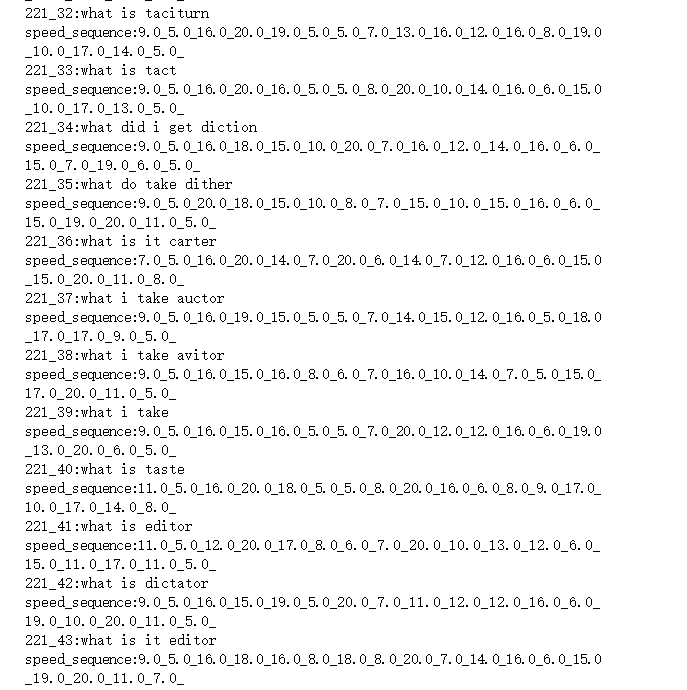 221_32:what is taciturn
speed_sequence:9.0_5.0_16.0_20.0_19.0_5.0_5.0_7.0_13.0_16.0_12.0_16.0_8.0_19.0
_10.0_17.0_14.0_5.0_
221_33:what is tact
speed_sequence:9.0_5.0_16.0_20.0_16.0_5.0_5.0_8.0_20.0_10.0_14.0_16.0_6.0_15.0
_10.0_17.0_13.0_5.0_
221_34:what did i get diction
speed_sequence:9.0_5.0_16.0_18.0_15.0_10.0_20.0_7.0_16.0_12.0_14.0_16.0_6.0_
15.0_7.0_19.0_6.0_5.0_
221_35:what do take dither
speed_sequence:9.0_5.0_20.0_18.0_15.0_10.0_8.0_7.0_15.0_10.0_15.0_16.0_6.0_
15.0_19.0_20.0_11.0_5.0_
221_36:what is it carter
speed_sequence:7.0_5.0_16.0_20.0_14.0_7.0_20.0_6.0_14.0_7.0_12.0_16.0_6.0_15.0
_15.0_20.0_11.0_8.0_
221_37:what i take auctor
speed_sequence:9.0_5.0_16.0_19.0_15.0_5.0_5.0_7.0_14.0_15.0_12.0_16.0_5.0_18.0
_17.0_17.0_9.0_5.0_
221_38:what i take avitor
speed_sequence:9.0_5.0_16.0_15.0_16.0_8.0_6.0_7.0_16.0_10.0_14.0_7.0_5.0_15.0_
17.0_20.0_11.0_5.0_
221_39:what i take
speed_sequence:9.0_5.0_16.0_15.0_16.0_5.0_5.0_7.0_20.0_12.0_12.0_16.0_6.0_19.0
_13.0_20.0_6.0_5.0_
221_40:what is taste
speed_sequence:11.0_5.0_16.0_20.0_18.0_5.0_5.0_8.0_20.0_16.0_6.0_8.0_9.0_17.0_
10.0_17.0_14.0_8.0_
221_41:what is editor
speed_sequence:11.0_5.0_12.0_20.0_17.0_8.0_6.0_7.0_20.0_10.0_13.0_12.0_6.0_
15.0_11.0_17.0_11.0_5.0_
221_42:what is dictator
speed_sequence:9.0_5.0_16.0_15.0_19.0_5.0_20.0_7.0_11.0_12.0_12.0_16.0_6.0_
19.0_10.0_20.0_11.0_5.0_
221_43:what is it editor
speed_sequence:9.0_5.0_16.0_18.0_16.0_8.0_18.0_8.0_20.0_7.0_14.0_16.0_6.0_15.0
_19.0_20.0_11.0_7.0_